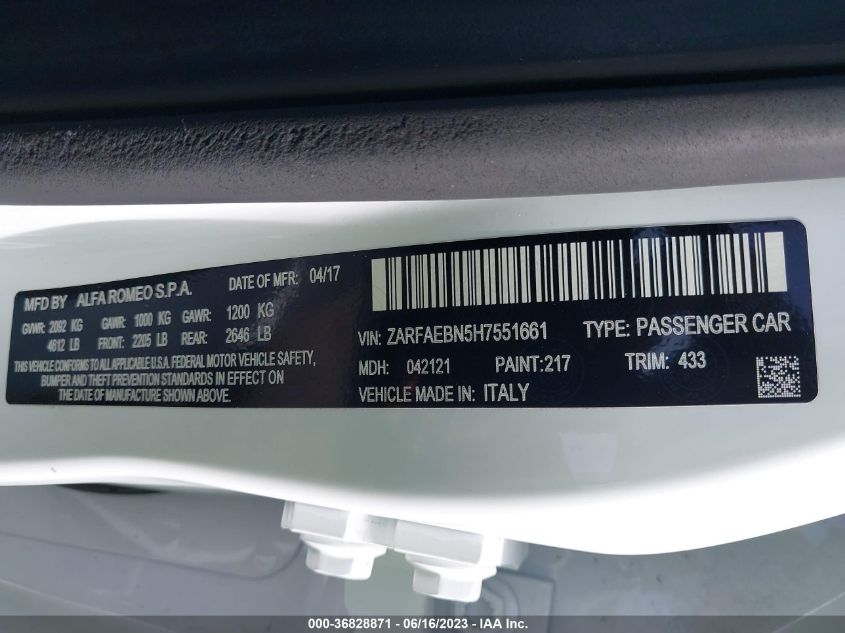 MFD BY ALFA ROMEO S.P.A. DATE OF MFR: 04/17
GVWR: 2092 KG GAWR: 1000 KG GAWR: 1200 KG
4612 LB FRONT: 2205 LB REAR: 2646 LB
THIS VEHICLE CONFORMS TO ALL APPLICABLE U.S.A. FEDERAL MOTOR VEHICLE SAFETY,
BUMPER AND THEFT PREVENTION STANDARDS IN EFFECT ON
THE DATE OF MANUFACTURE SHOWN ABOVE.
VIN: ZARFAEBN5H7551661 TYPE: PASSENGER CAR
MDH: 042121 PAINT:217 TRIM: 433
VEHICLE MADE IN: ITALY
000-36828871 - 06/16/2023 - IAA Inc.